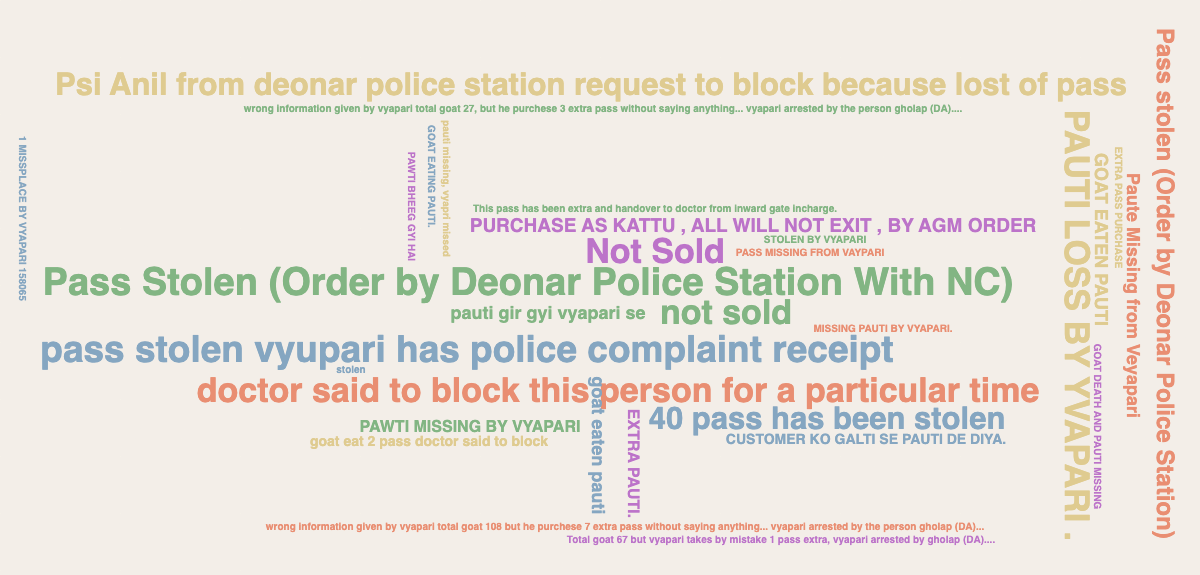 Psi Anil from deonar police station request to block because lost of pass
wrong information given by vyapari total goat 27, but he purchese 3 extra pass without saying anything... vyapari arrested by the person gholap (DA)....
1 MISSPLACE BY VYAPARI 158065
PAWTI BHEEG GYI HAI
GOAT EATING PAUTI.
pauti missing, vyapri missed
This pass has been extra and handover to doctor from inward gate incharge.
PURCHASE AS KATTU , ALL WILL NOT EXIT , BY AGM ORDER
Not Sold
STOLEN BY VYAPARI
PASS MISSING FROM VAYPARI
Pass Stolen (Order by Deonar Police Station With NC)
pauti gir gyi vyapari se
not sold
MISSING PAUTI BY VYAPARI.
pass stolen vyupari has police complaint receipt
stolen
doctor said to block this person for a particular time
PAWTI MISSING BY VYAPARI
goat eat 2 pass doctor said to block
goat eaten pauti
EXTRA PAUTI.
40 pass has been stolen
CUSTOMER KO GALTI SE PAUTI DE DIYA.
wrong information given by vyapari total goat 108 but he purchese 7 extra pass without saying anything... vyapari arrested by the person gholap (DA)...
Total goat 67 but vyapari takes by mistake 1 pass extra, vyapari arrested by gholap (DA)....
PAUTI LOSS BY YVAPARI .
GOAT EATEN PAUTI
GOAT DEATH AND PAUTI MISSING
EXTRA PASS PURCHASE
Paute Missing from Veyapari
Pass stolen (Order by Deonar Police Station)